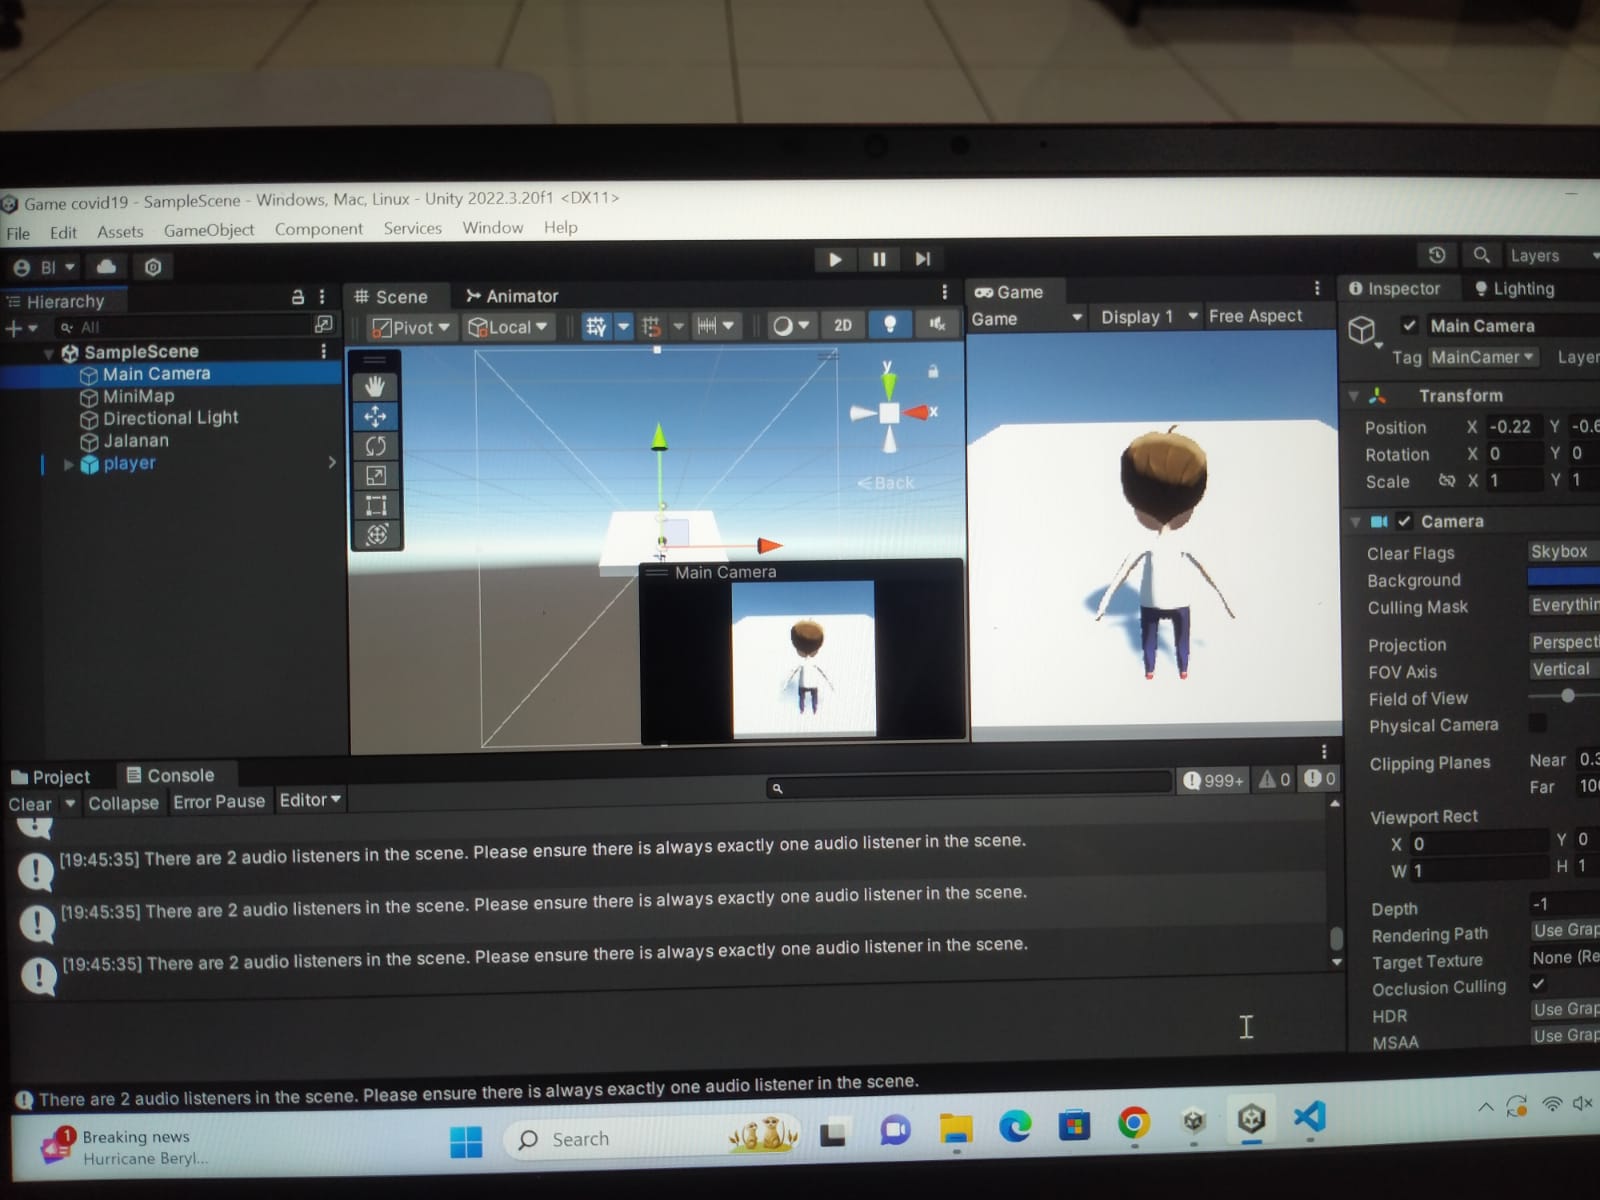 Game covid19 - SampleScene - Windows, Mac, Linux - Unity 2022.3.20f1 <DX11>
File Edit Assets GameObject Component Services Window Help
BI
Layers
Hierarchy
All
SampleScene
Main Camera
MiniMap
Directional Light
Jalanan
player
Scene Animator
Pivot Local 2D
y
x
Back
Main Camera
Game
Game Display 1 Free Aspect
Inspector Lighting
Main Camera
Tag MainCamer Layer
Transform
Position X -0.22 Y -0.6
Rotation X 0 Y 0
Scale X 1 Y 1
Camera
Clear Flags Skybox
Background
Culling Mask Everythin
Projection Perspecti
FOV Axis Vertical
Field of View
Physical Camera
Clipping Planes Near 0.3
Far 100
Viewport Rect
X 0 Y 0
W 1 H 1
Depth -1
Rendering Path Use Grap
Target Texture None (Re
Occlusion Culling
HDR Use Grap
MSAA Use Grap
Project Console
Clear Collapse Error Pause Editor
999+ 0 0
[19:45:35] There are 2 audio listeners in the scene. Please ensure there is always exactly one audio listener in the scene.
[19:45:35] There are 2 audio listeners in the scene. Please ensure there is always exactly one audio listener in the scene.
[19:45:35] There are 2 audio listeners in the scene. Please ensure there is always exactly one audio listener in the scene.
There are 2 audio listeners in the scene. Please ensure there is always exactly one audio listener in the scene.
1
Breaking news
Hurricane Beryl...
Search